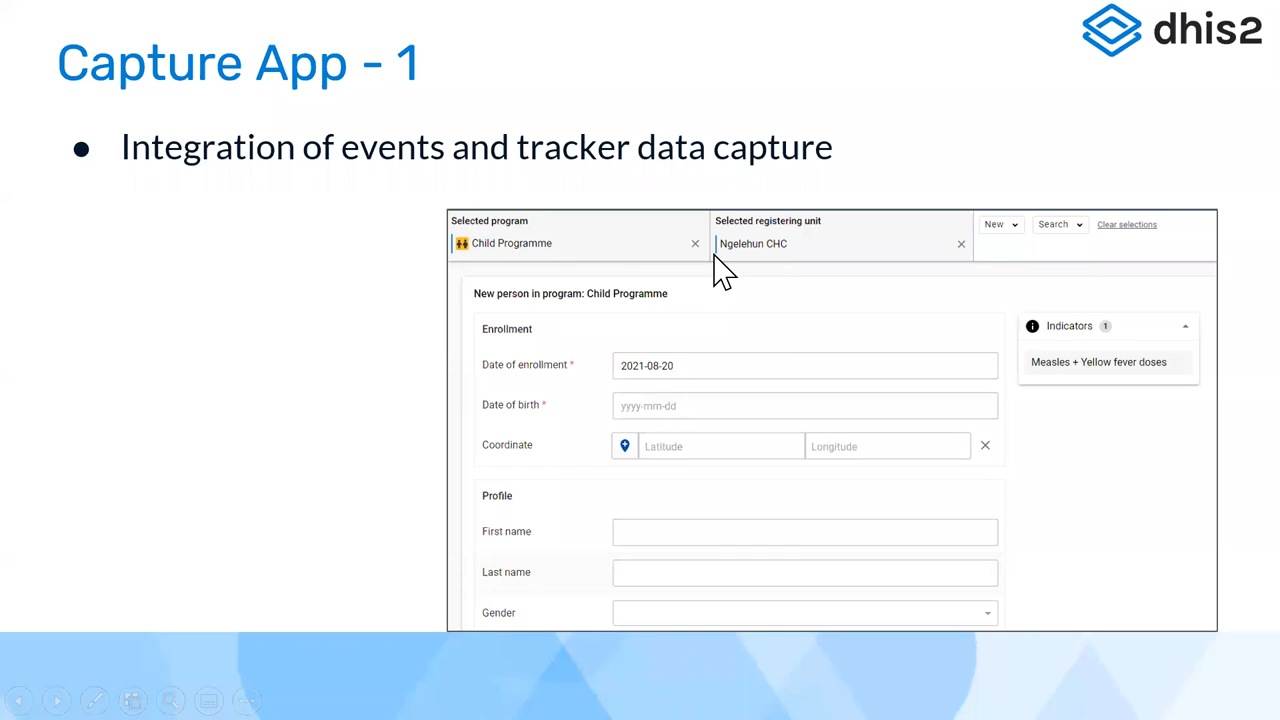 dhis2
Capture App - 1
● Integration of events and tracker data capture
Selected program
Child Programme
Selected registering unit
Ngelehun CHC
New
Search
Clear selections
New person in program: Child Programme
Enrollment
Date of enrollment *
2021-08-20
Date of birth *
yyyy-mm-dd
Coordinate
Latitude
Longitude
Indicators 1
Measles + Yellow fever doses
Profile
First name
Last name
Gender